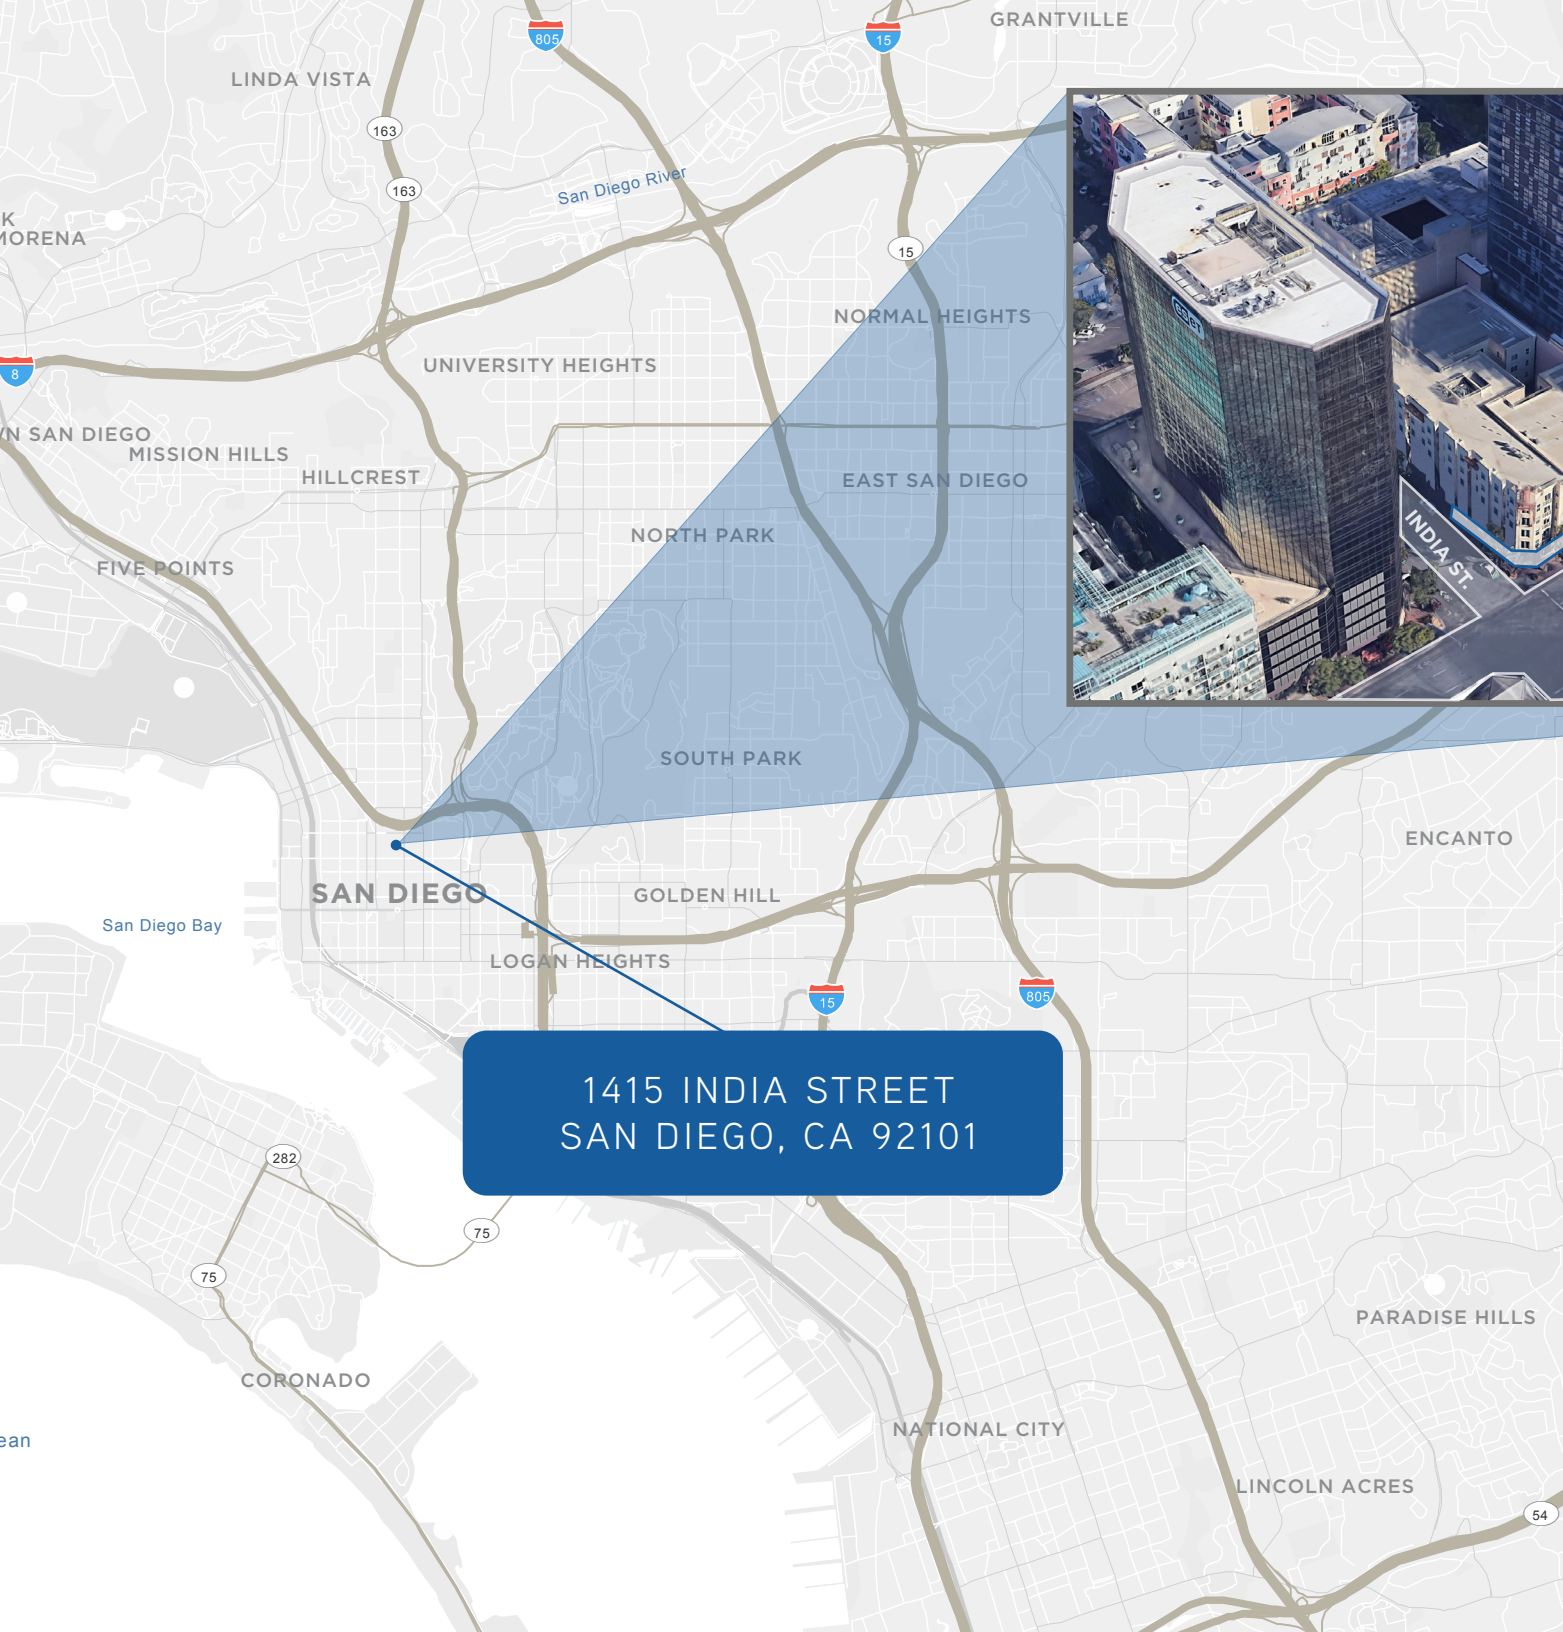 GRANTVILLE
805
15
LINDA VISTA
163
163
San Diego River
K
MORENA
15
NORMAL HEIGHTS
eset
UNIVERSITY HEIGHTS
8
N SAN DIEGO
MISSION HILLS
HILLCREST
EAST SAN DIEGO
NORTH PARK
INDIA ST.
FIVE POINTS
SOUTH PARK
ENCANTO
SAN DIEGO
GOLDEN HILL
San Diego Bay
LOGAN HEIGHTS
15
805
1415 INDIA STREET
SAN DIEGO, CA 92101
282
75
75
PARADISE HILLS
CORONADO
NATIONAL CITY
ean
LINCOLN ACRES
54